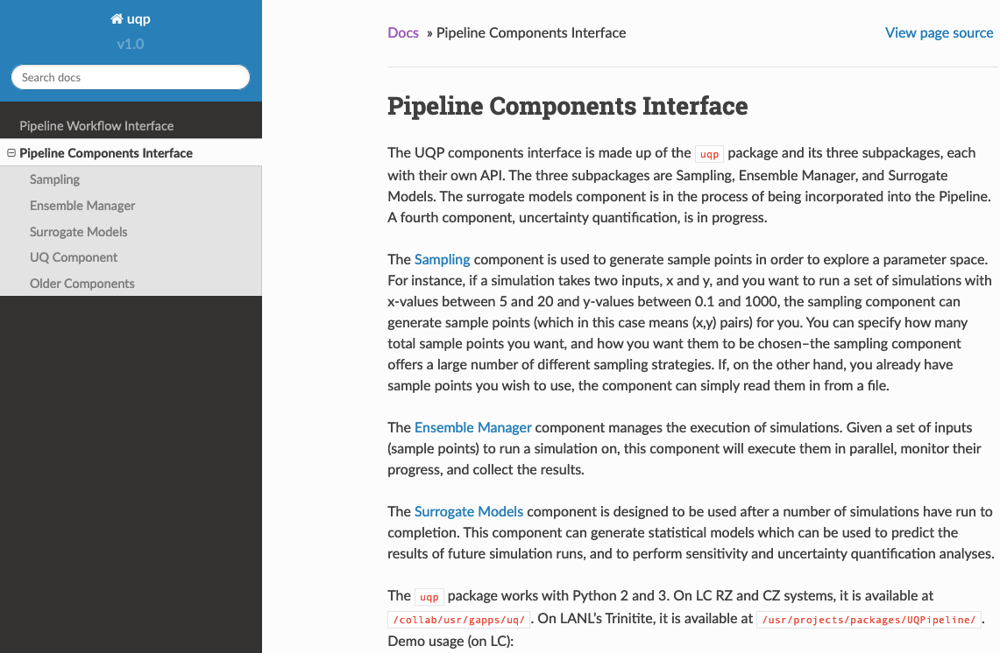 uqp
v1.0
Search docs
Pipeline Workflow Interface
Pipeline Components Interface
Sampling
Ensemble Manager
Surrogate Models
UQ Component
Older Components
Docs » Pipeline Components Interface
View page source
Pipeline Components Interface
The UQP components interface is made up of the uqp package and its three subpackages, each
with their own API. The three subpackages are Sampling, Ensemble Manager, and Surrogate
Models. The surrogate models component is in the process of being incorporated into the Pipeline.
A fourth component, uncertainty quantification, is in progress.
The Sampling component is used to generate sample points in order to explore a parameter space.
For instance, if a simulation takes two inputs, x and y, and you want to run a set of simulations with
x-values between 5 and 20 and y-values between 0.1 and 1000, the sampling component can
generate sample points (which in this case means (x,y) pairs) for you. You can specify how many
total sample points you want, and how you want them to be chosen–the sampling component
offers a large number of different sampling strategies. If, on the other hand, you already have
sample points you wish to use, the component can simply read them in from a file.
The Ensemble Manager component manages the execution of simulations. Given a set of inputs
(sample points) to run a simulation on, this component will execute them in parallel, monitor their
progress, and collect the results.
The Surrogate Models component is designed to be used after a number of simulations have run to
completion. This component can generate statistical models which can be used to predict the
results of future simulation runs, and to perform sensitivity and uncertainty quantification analyses.
The uqp package works with Python 2 and 3. On LC RZ and CZ systems, it is available at
/collab/usr/gapps/uq/ . On LANL’s Trinitite, it is available at /usr/projects/packages/UQPipeline/ .
Demo usage (on LC):